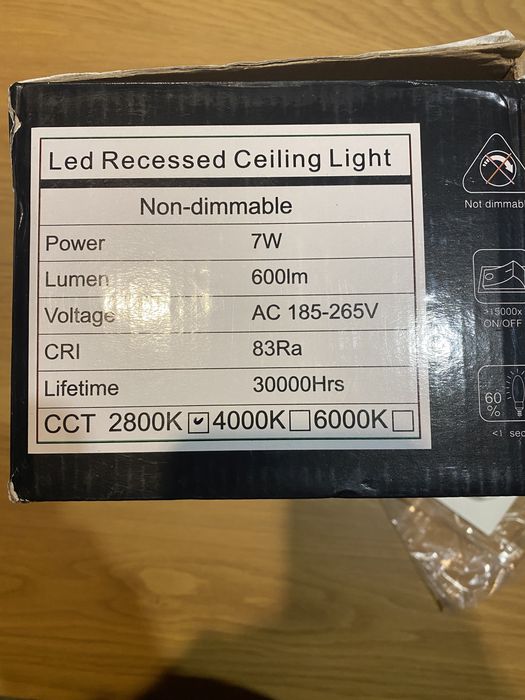 Led Recessed Ceiling Light
Non-dimmable
Power 7W
Lumen 600lm
Voltage AC 185-265V
CRI 83Ra
Lifetime 30000Hrs
CCT 2800K 4000K 6000K
Not
>15000x
ON/OFF
60
%
<1